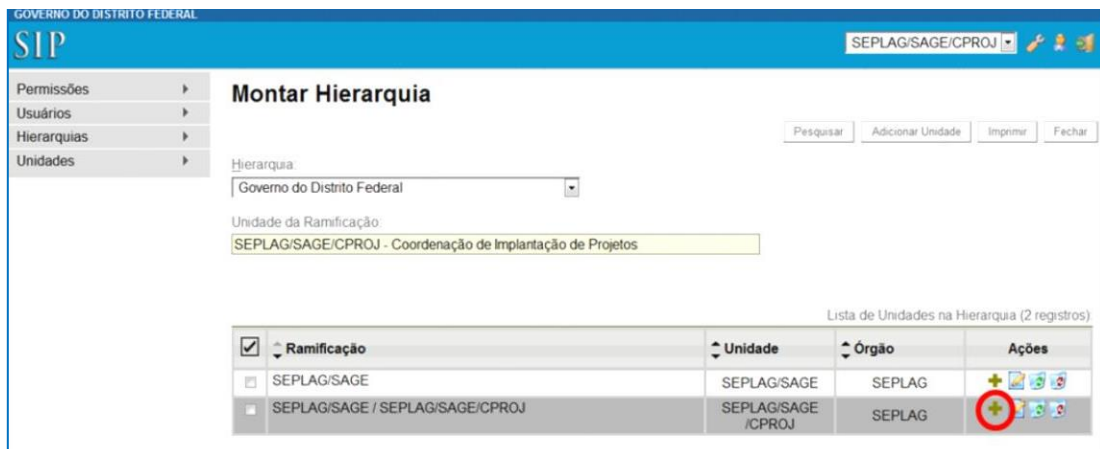 GOVERNO DO DISTRITO FEDERAL
SIP
SEPLAG/SAGE/CPROJ
Permissões
Usuários
Hierarquias
Unidades
Montar Hierarquia
Pesquisar Adicionar Unidade Imprimir Fechar
Hierarquia:
Governo do Distrito Federal
Unidade da Ramificação:
SEPLAG/SAGE/CPROJ - Coordenação de Implantação de Projetos
Lista de Unidades na Hierarquia (2 registros):
Ramificação Unidade Órgão Ações
SEPLAG/SAGE SEPLAG/SAGE SEPLAG
SEPLAG/SAGE / SEPLAG/SAGE/CPROJ SEPLAG/SAGE SEPLAG
/CPROJ